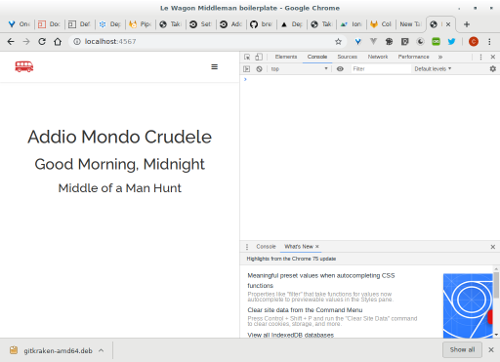 Le Wagon Middleman boilerplate - Google Chrome
On
Do
Def
De
Pip
Tak
Set
Add
bre
De
Tak
Ion
Col
New Ta
localhost:4567
Elements Console Sources Network Performance »
top Filter Default levels
Addio Mondo Crudele
Good Morning, Midnight
Middle of a Man Hunt
Console What's New ×
Highlights from the Chrome 75 update
Meaningful preset values when autocompleting CSS
functions
Properties like "filter" that take functions for values now
autocomplete to previewable values in the Styles pane.
Clear site data from the Command Menu
Press Control + Shift + P and run the "Clear Site Data" command
to clear cookies, storage, and more.
View all IndexedDB databases
gitkraken-amd64.deb
Show all